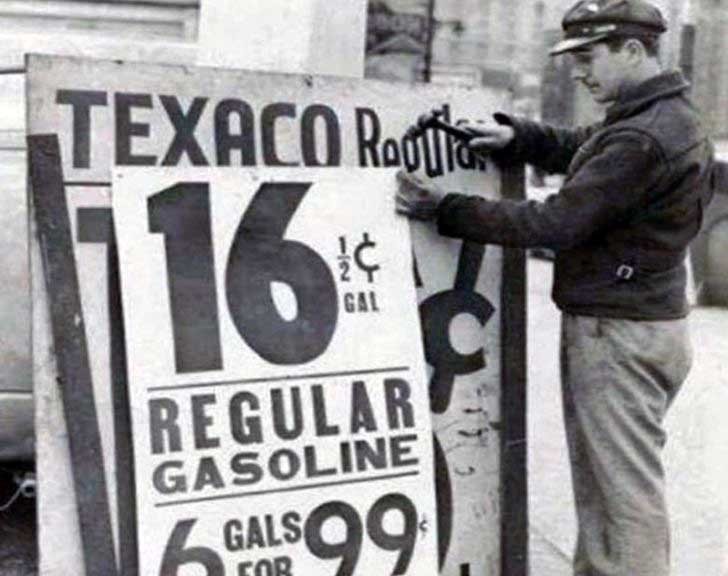 TEXACO Regular
16 1/2 ¢
GAL
¢
REGULAR
GASOLINE
6 GALS FOR 99¢